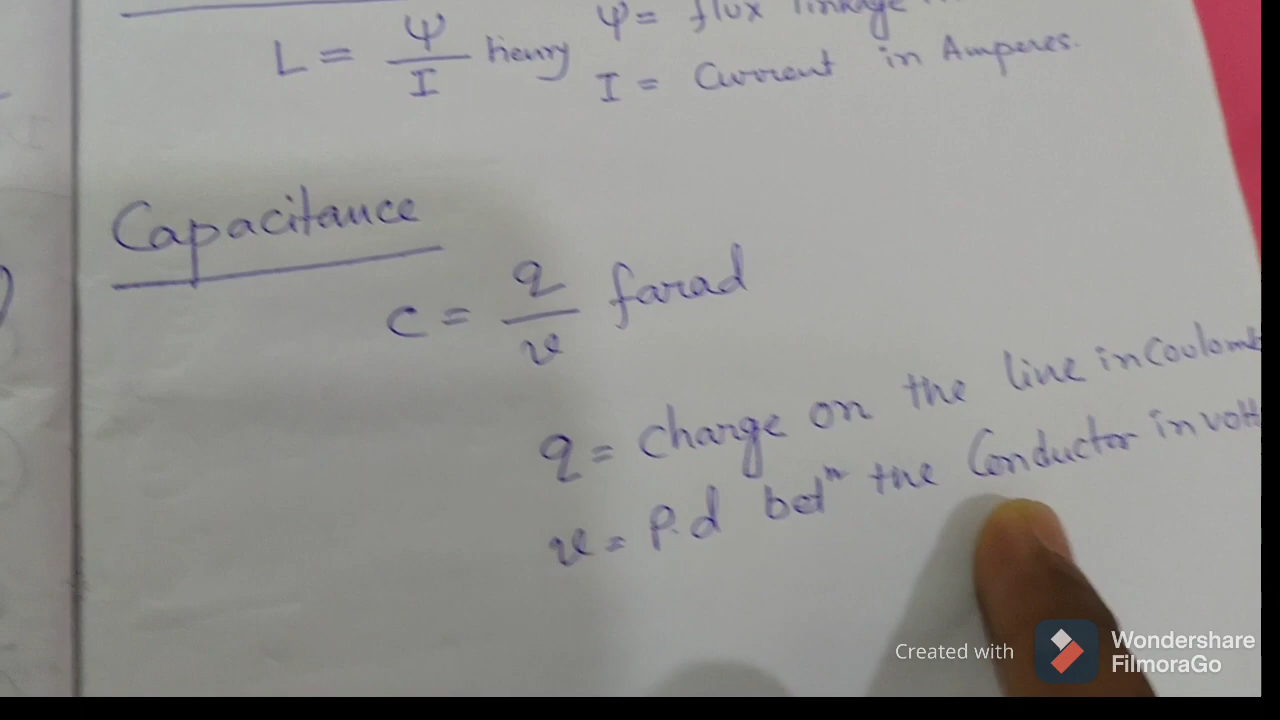 L = Ψ/I henry Ψ = flux linkage
I = Current in Amperes.
Capacitance
C = q/v farad
q = charge on the line in Coulomb
v = P.d betn the Conductor in volt
Created with Wondershare FilmoraGo